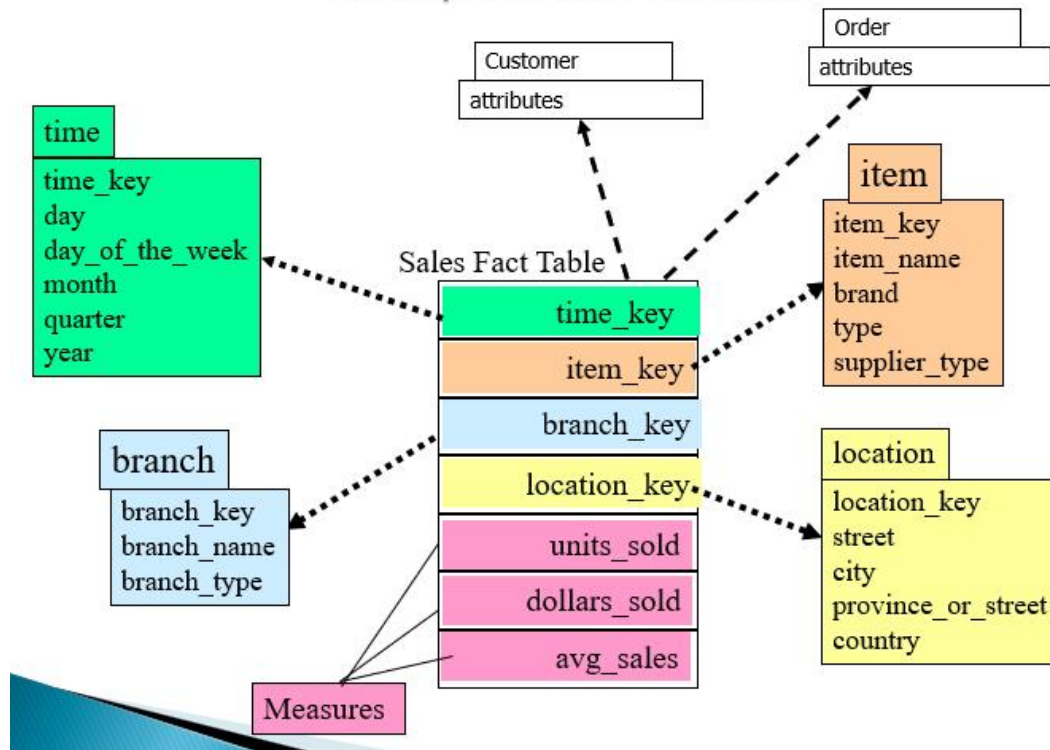 Customer
attributes
Order
attributes
time
time_key
day
day_of_the_week
month
quarter
year
item
item_key
item_name
brand
type
supplier_type
Sales Fact Table
time_key
item_key
branch_key
location_key
units_sold
dollars_sold
avg_sales
branch
branch_key
branch_name
branch_type
location
location_key
street
city
province_or_street
country
Measures